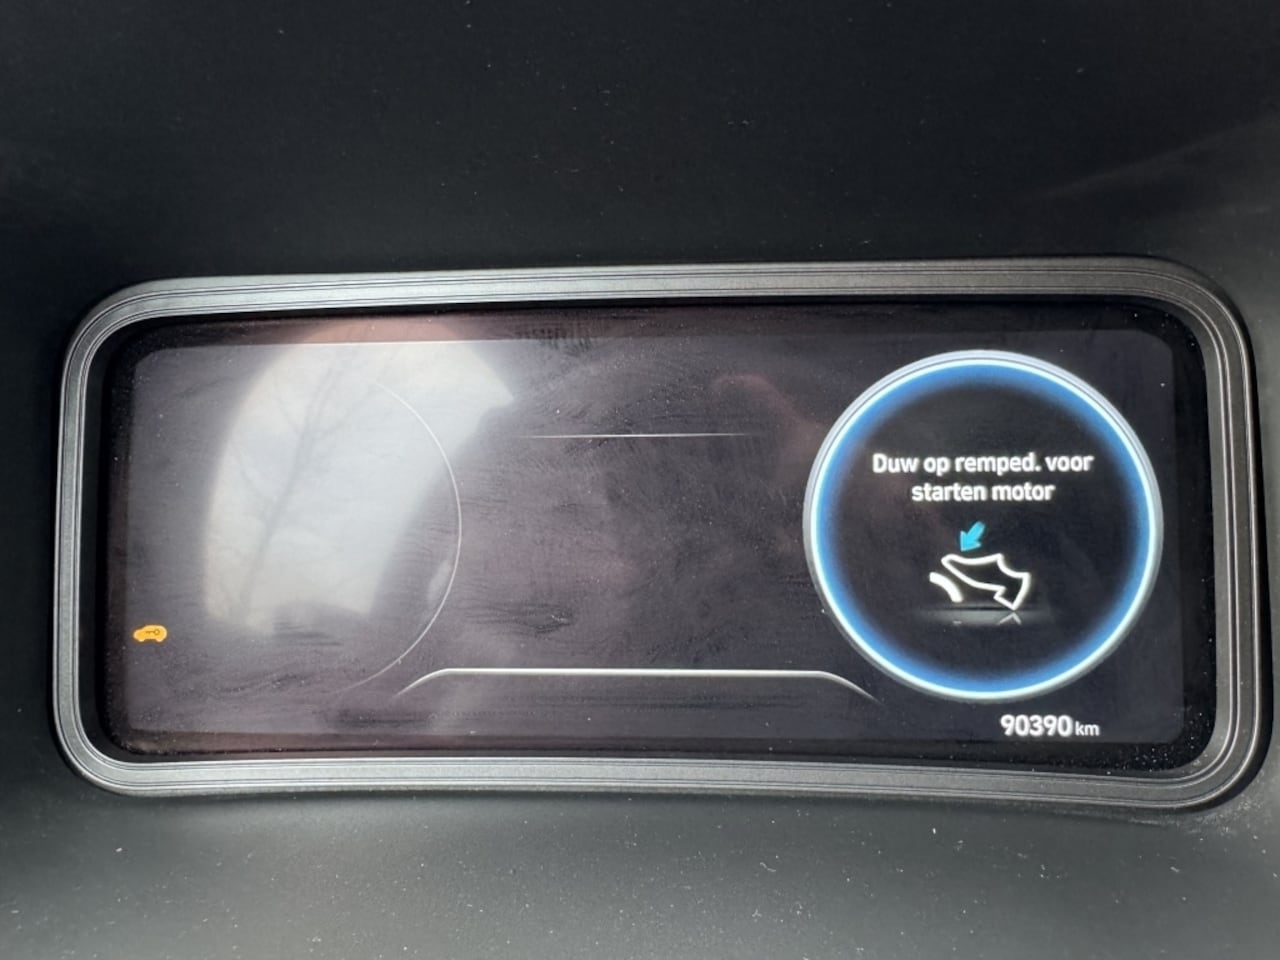 Duw op remped. voor
starten motor
90390 km